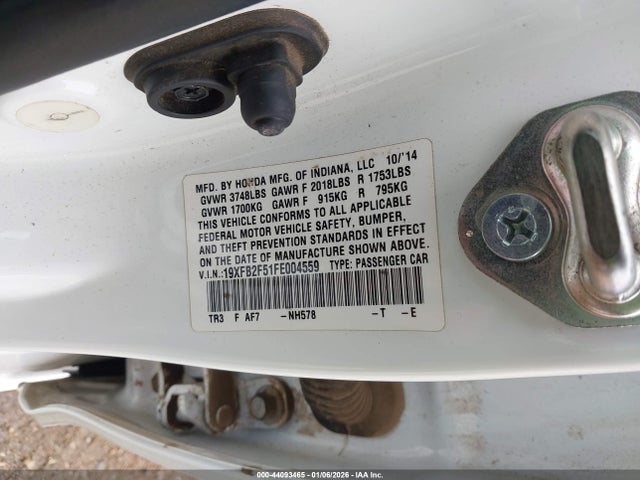 MFD. BY HONDA MFG. OF INDIANA, LLC 10/'14
GVWR 3748LBS GAWR F 2018LBS R 1753LBS
GVWR 1700KG GAWR F 915KG R 795KG
THIS VEHICLE CONFORMS TO ALL APPLICABLE
FEDERAL MOTOR VEHICLE SAFETY, BUMPER,
AND THEFT PREVENTION STANDARDS IN EFFECT
ON THE DATE OF MANUFACTURE SHOWN ABOVE.
V.I.N.:19XFB2F51FE004559 TYPE: PASSENGER CAR
TR3 F AF7 -NH578 -T -E
000-44093465 - 01/06/2026 - IAA Inc.